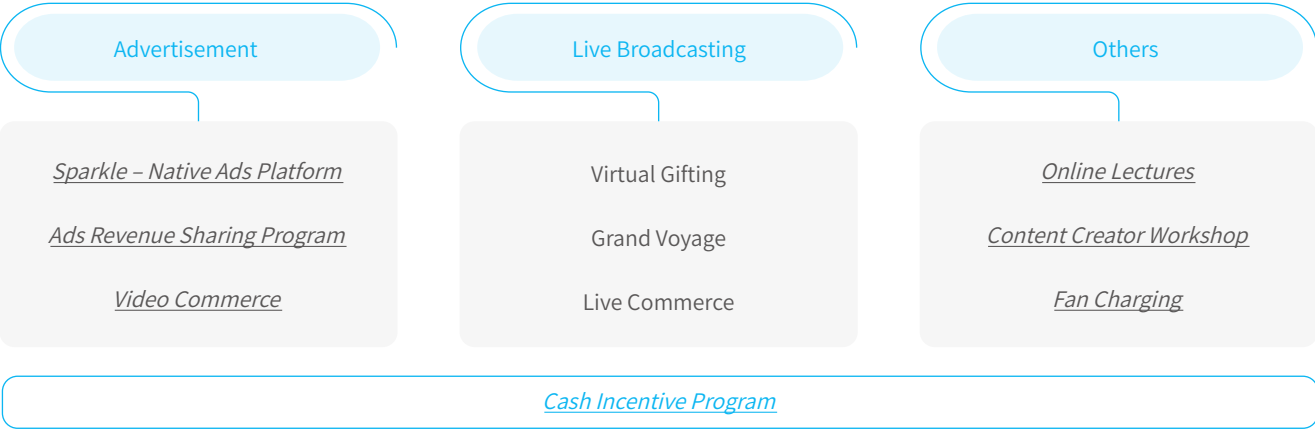 Advertisement
Sparkle – Native Ads Platform
Ads Revenue Sharing Program
Video Commerce
Live Broadcasting
Virtual Gifting
Grand Voyage
Live Commerce
Others
Online Lectures
Content Creator Workshop
Fan Charging
Cash Incentive Program